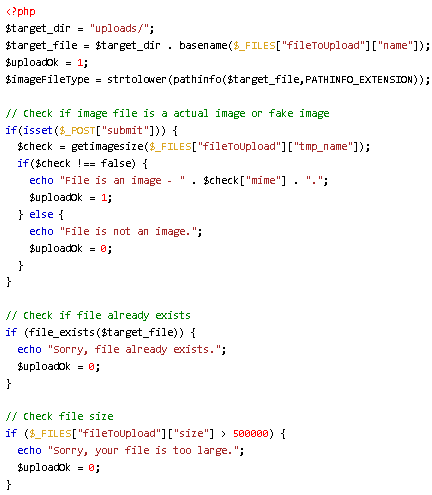 <?php
$target_dir = "uploads/";
$target_file = $target_dir . basename($_FILES["fileToUpload"]["name"]);
$uploadOk = 1;
$imageFileType = strtolower(pathinfo($target_file,PATHINFO_EXTENSION));

// Check if image file is a actual image or fake image
if(isset($_POST["submit"])) {
  $check = getimagesize($_FILES["fileToUpload"]["tmp_name"]);
  if($check !== false) {
    echo "File is an image - " . $check["mime"] . ".";
    $uploadOk = 1;
  } else {
    echo "File is not an image.";
    $uploadOk = 0;
  }
}

// Check if file already exists
if (file_exists($target_file)) {
  echo "Sorry, file already exists.";
  $uploadOk = 0;
}

// Check file size
if ($_FILES["fileToUpload"]["size"] > 500000) {
  echo "Sorry, your file is too large.";
  $uploadOk = 0;
}